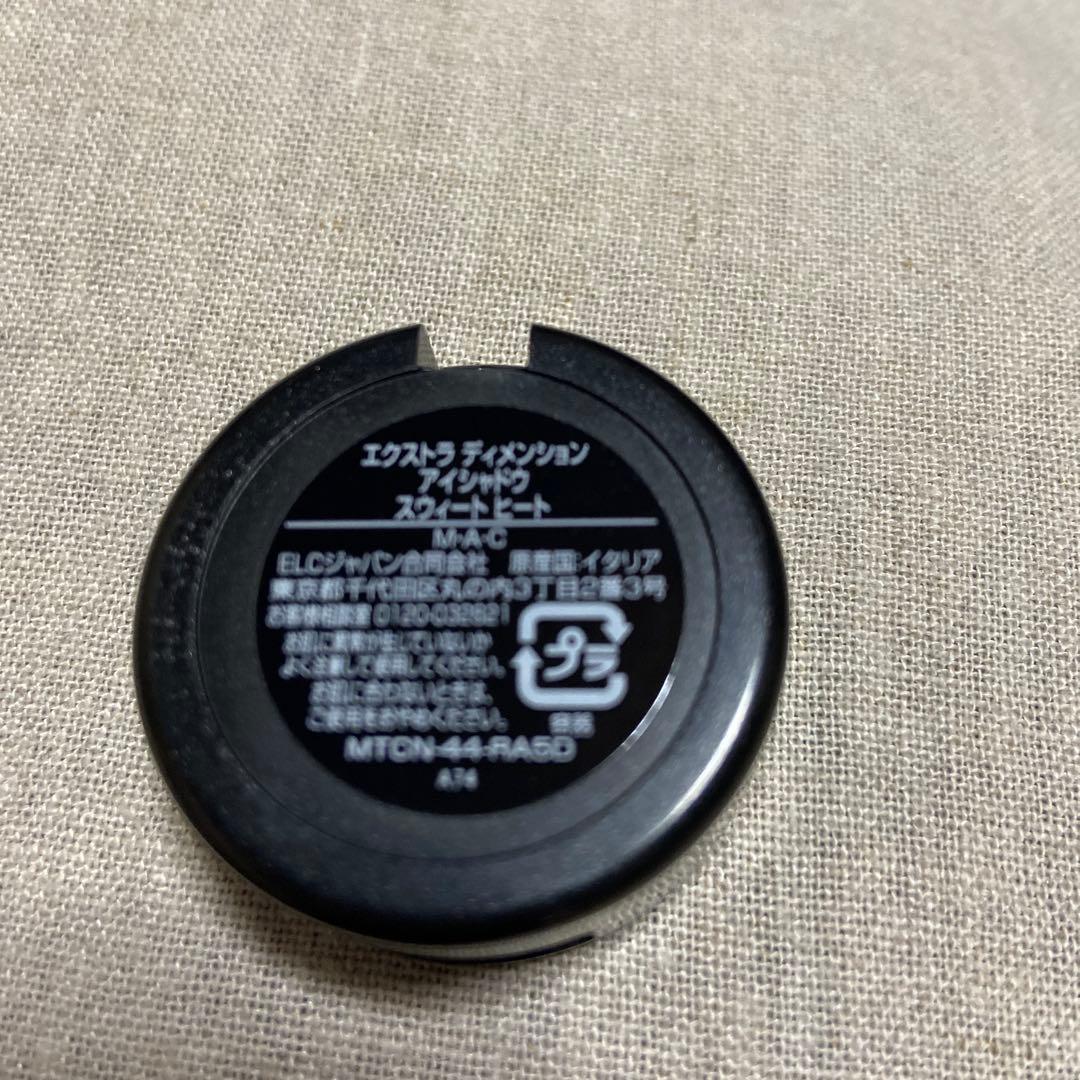 エクストラ ディメンション
アイシャドウ
スウィート ヒート
M·A·C
ELCジャパン合同会社 原産国:イタリア
東京都千代田区丸の内3丁目2番3号
お客様相談室 0120-032821
お肌に異常が生じていないか
よく注意して使用してください。
お肌に合わないときは、
ご使用をおやめください。
プラ
容器
MTCN-44-RA5D
A74